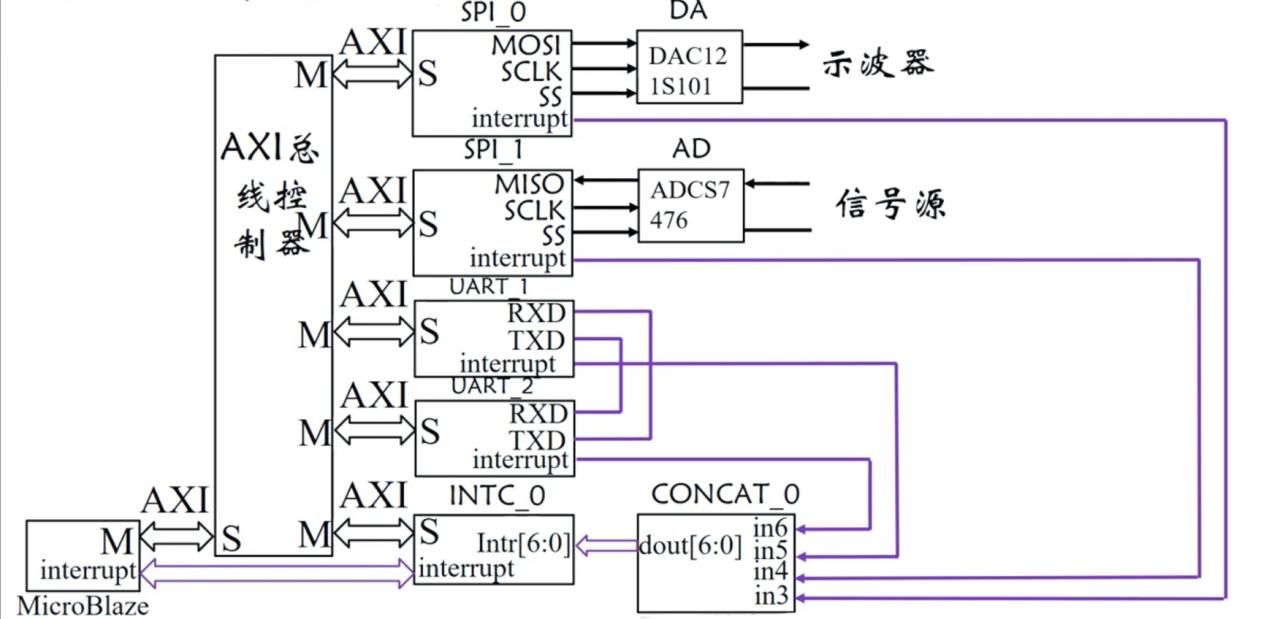 SPI_0
DA
AXI
M
S
MOSI
SCLK
SS
interrupt
DAC12
1S101
示波器
AXI总
线控
制器
SPI_1
AD
AXI
M
S
MISO
SCLK
SS
interrupt
ADCS7
476
信号源
UART_1
AXI
M
S
RXD
TXD
interrupt
UART_2
AXI
M
S
RXD
TXD
interrupt
INTC_0
CONCAT_0
AXI
M
S
Intr[6:0]
interrupt
dout[6:0]
in6
in5
in4
in3
AXI
M
S
interrupt
MicroBlaze